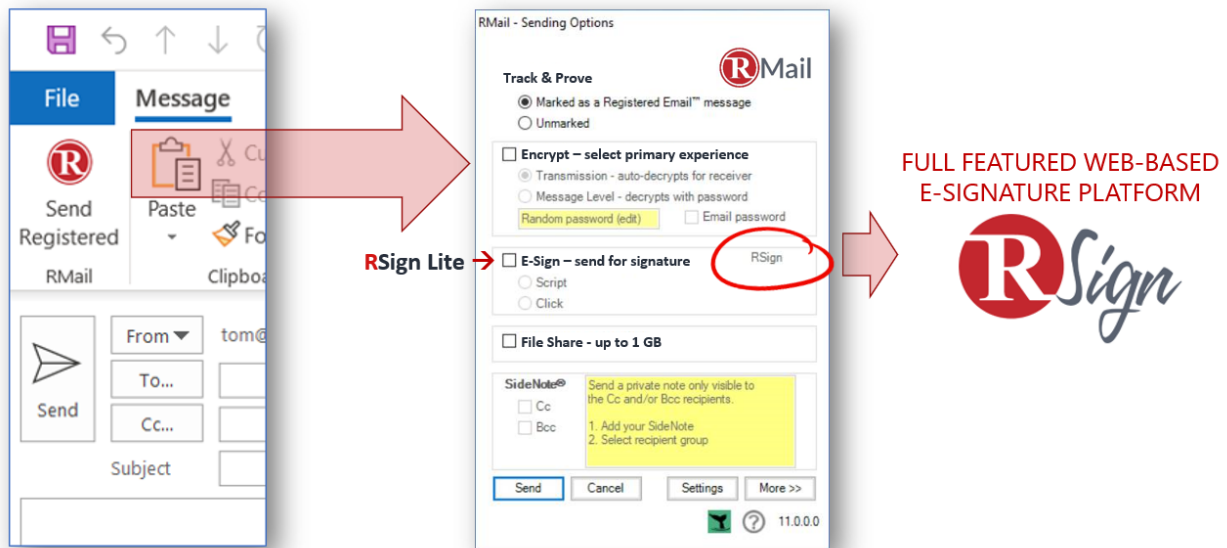 File
Message
Send
Registered
RMail
Paste
Cu
Co
Fo
Clipboa
Send
From
tom@
To...
Cc...
Subject
RSign Lite
RMail - Sending Options
RMail
Track & Prove
Marked as a Registered Email™ message
Unmarked
Encrypt – select primary experience
Transmission - auto-decrypts for receiver
Message Level - decrypts with password
Random password (edit)
Email password
E-Sign – send for signature
RSign
Script
Click
File Share - up to 1 GB
SideNote®
Cc
Bcc
Send a private note only visible to
the Cc and/or Bcc recipients.
1. Add your SideNote
2. Select recipient group
Send
Cancel
Settings
More >>
11.0.0.0
FULL FEATURED WEB-BASED
E-SIGNATURE PLATFORM
RSign